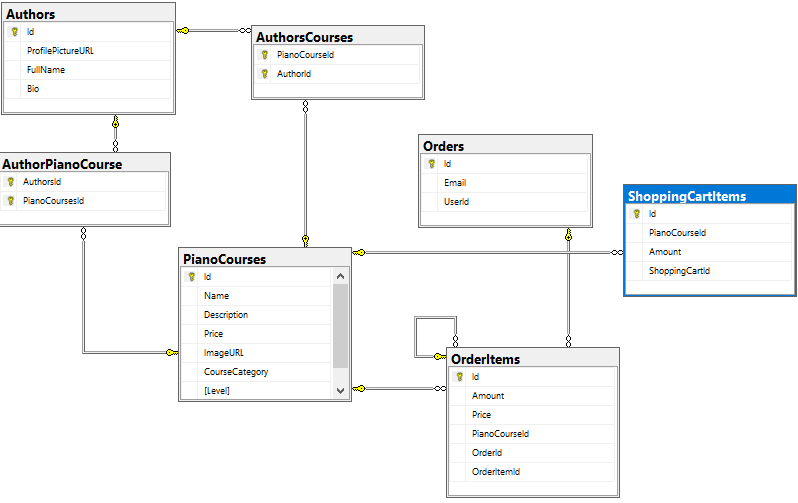 Authors
Id
ProfilePictureURL
FullName
Bio
AuthorsCourses
PianoCourseId
AuthorId
AuthorPianoCourse
AuthorsId
PianoCoursesId
Orders
Id
Email
UserId
ShoppingCartItems
Id
PianoCourseId
Amount
ShoppingCartId
PianoCourses
Id
Name
Description
Price
ImageURL
CourseCategory
[Level]
OrderItems
Id
Amount
Price
PianoCourseId
OrderId
OrderItemId